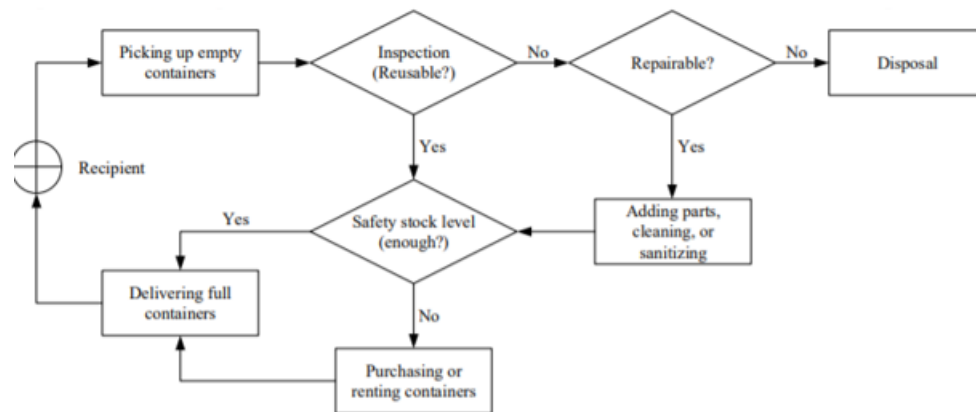 Picking up empty
containers
Inspection
(Reusable?)
No
Repairable?
No
Disposal
Yes
Yes
Recipient
Safety stock level
(enough?)
Yes
Adding parts,
cleaning, or
sanitizing
Delivering full
containers
No
Purchasing or
renting containers